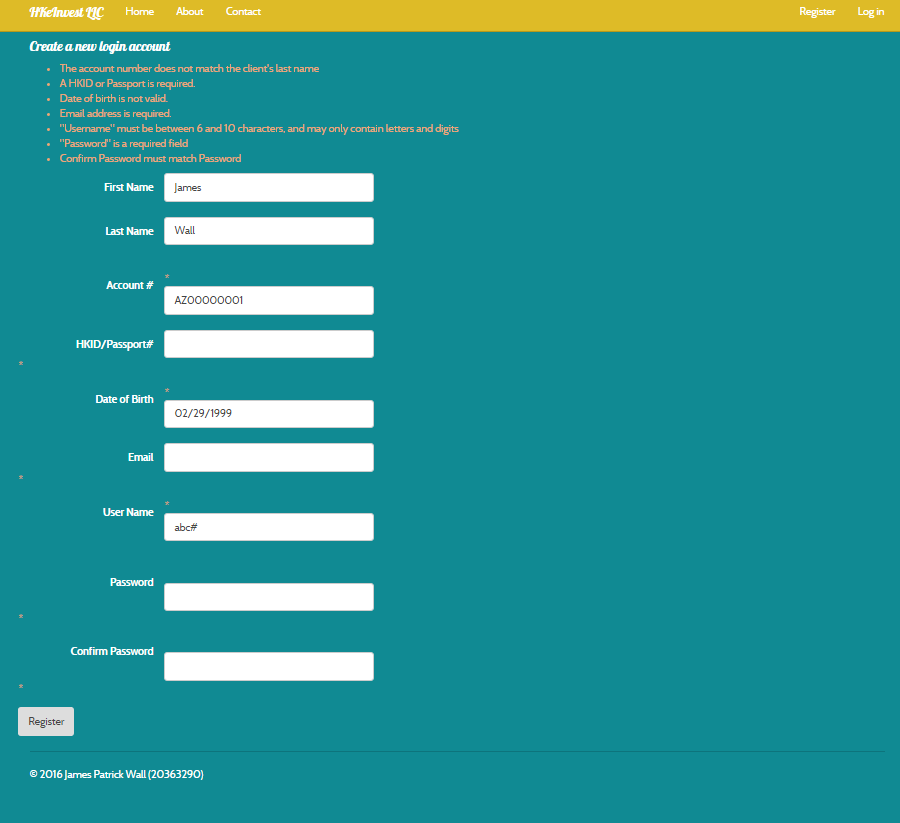 HKeInvest LLC Home About Contact Register Log in
Create a new login account
• The account number does not match the client's last name
• A HKID or Passport is required.
• Date of birth is not valid.
• Email address is required.
• "Username" must be between 6 and 10 characters, and may only contain letters and digits
• "Password" is a required field
• Confirm Password must match Password
First Name James
Last Name Wall
*
Account # AZ00000001
HKID/Passport#
*
*
Date of Birth 02/29/1999
Email
*
*
User Name abc#
Password
*
Confirm Password
*
Register
© 2016 James Patrick Wall (20363290)